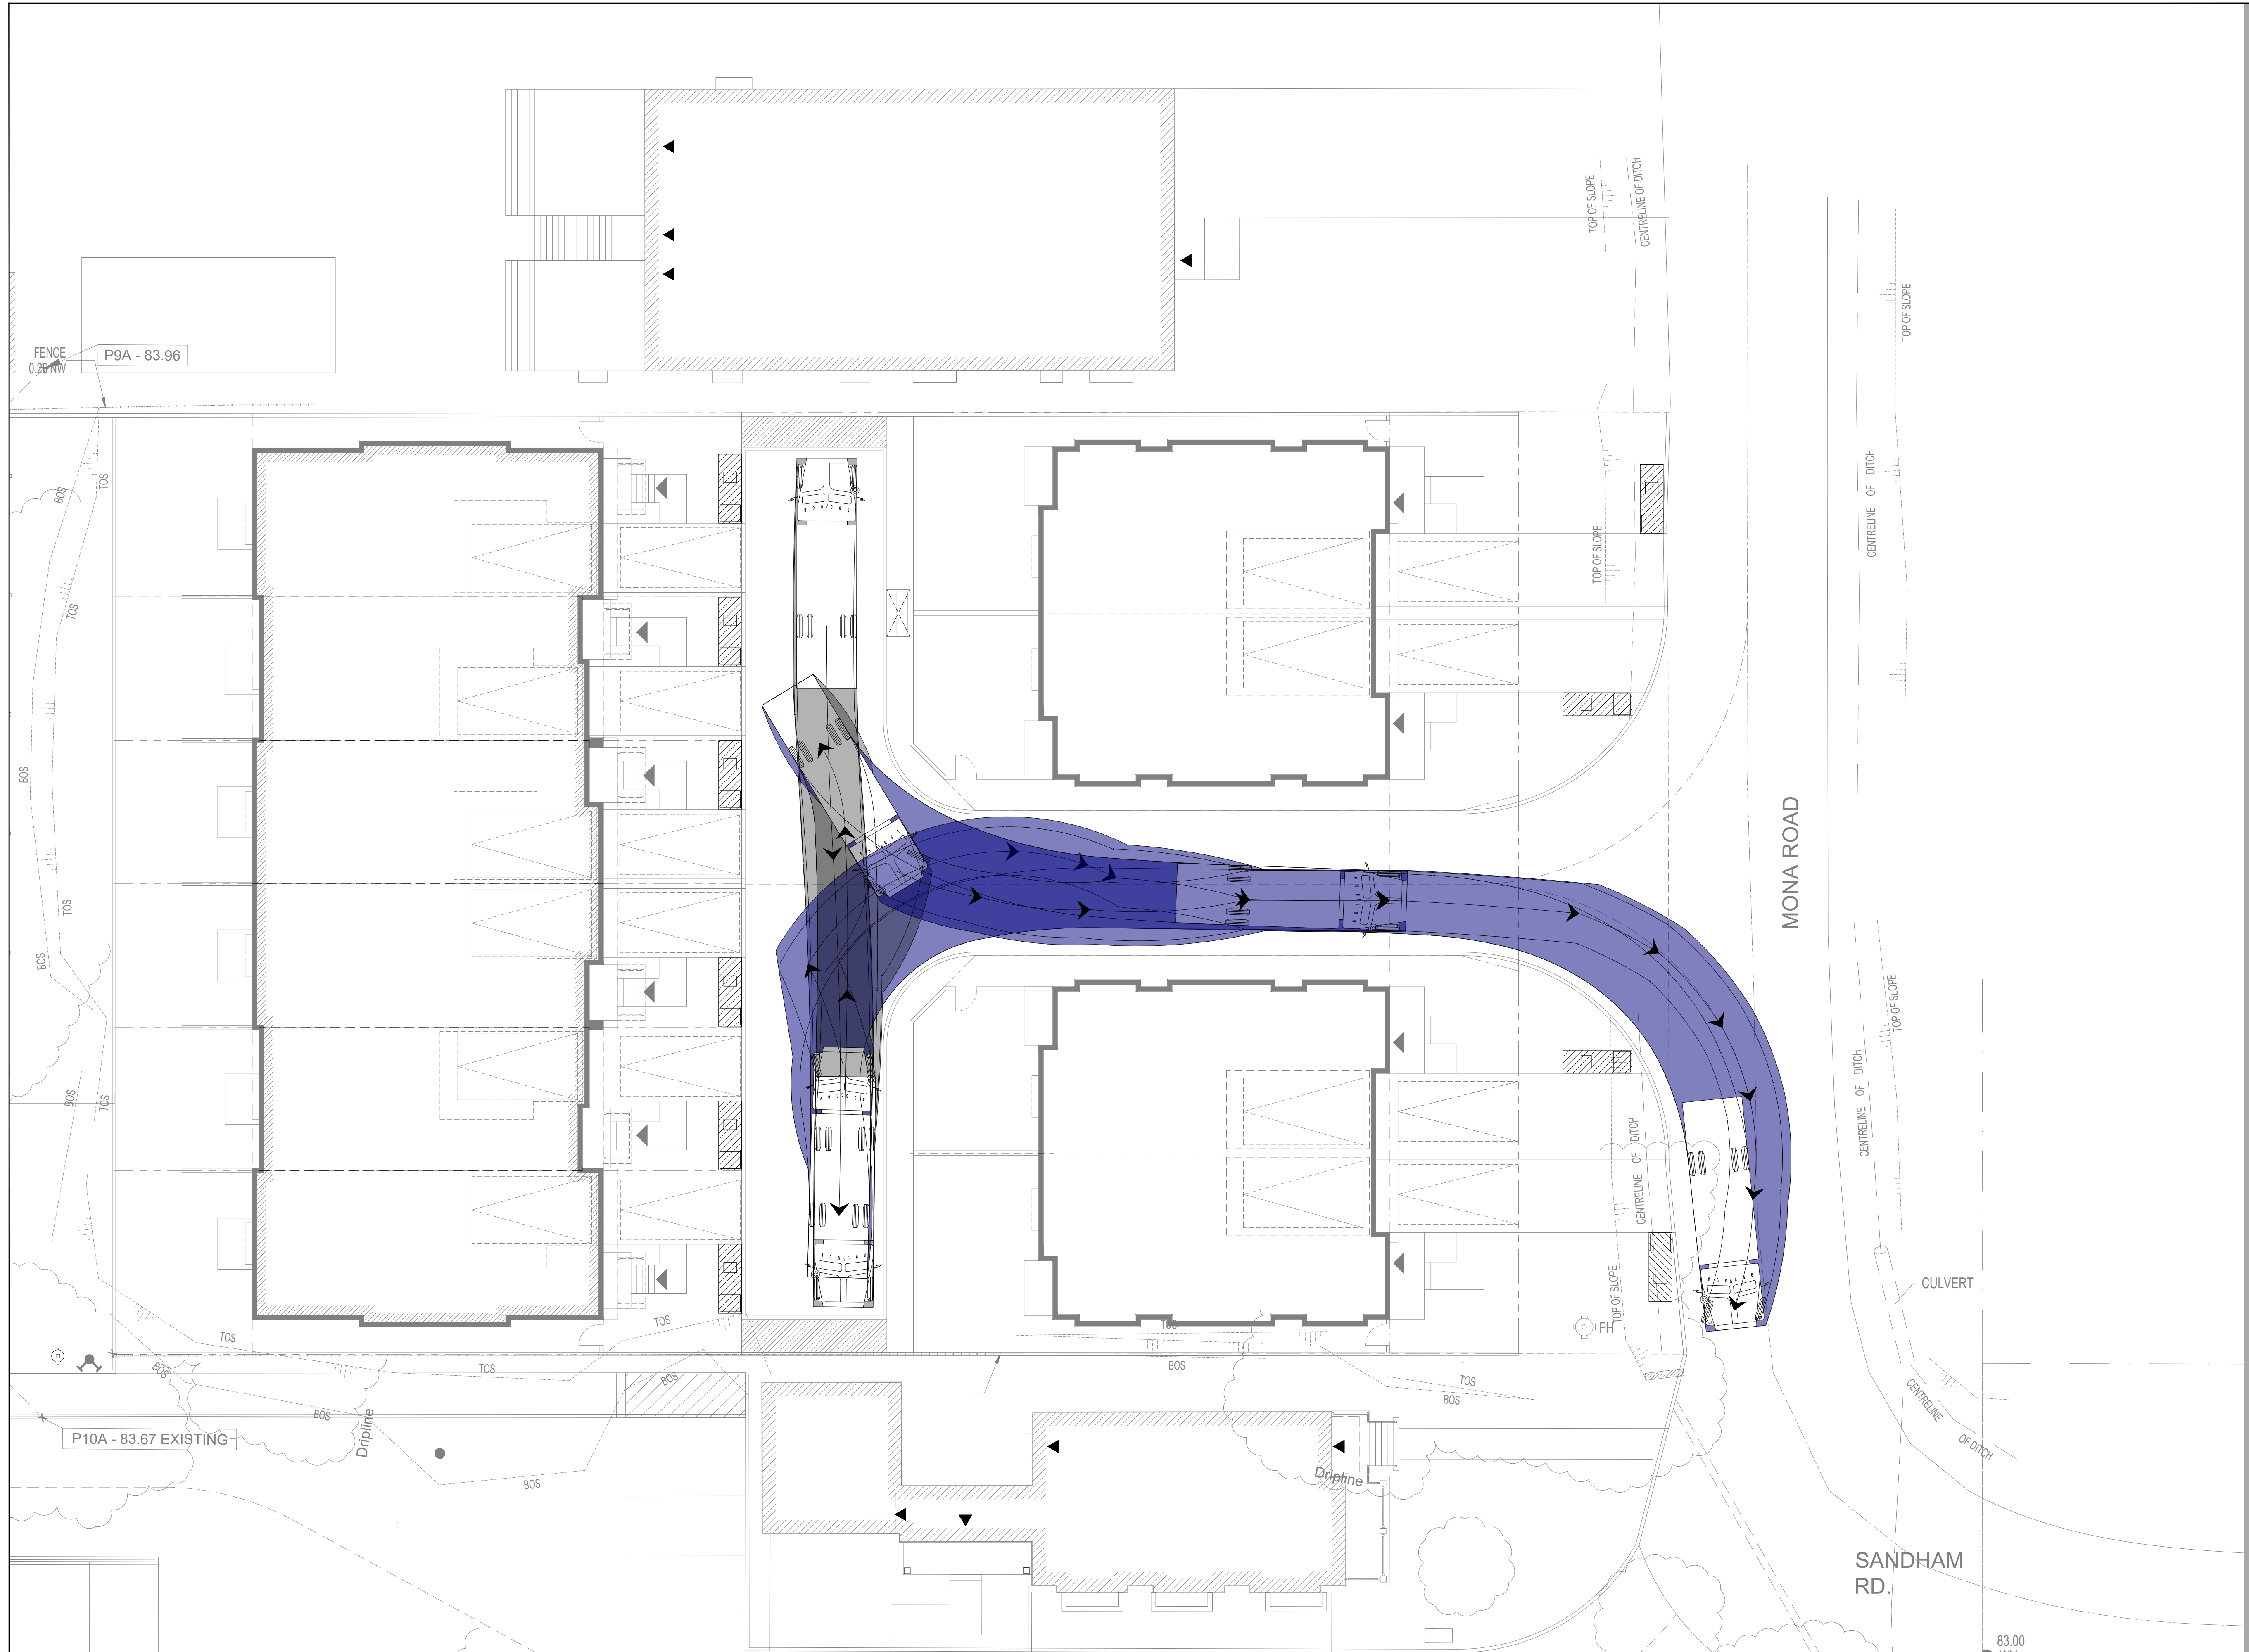 TOP OF SLOPE
CENTRELINE OF DITCH
TOP OF SLOPE
FENCE
0.26 NW
P9A - 83.96
BOS
TOS
CENTRELINE OF DITCH
TOP OF SLOPE
TOS
BOS
MONA ROAD
TOS
BOS
TOP OF SLOPE
CENTRELINE OF DITCH
BOS
TOS
CENTRELINE OF DITCH
TOP OF SLOPE
CULVERT
FH
TOS
TOS
TOS
BOS
TOS
BOS
BOS
TOS
BOS
CENTRELINE
OF DITCH
BOS
Dripline
P10A - 83.67 EXISTING
BOS
Dripline
SANDHAM
RD.
83.00